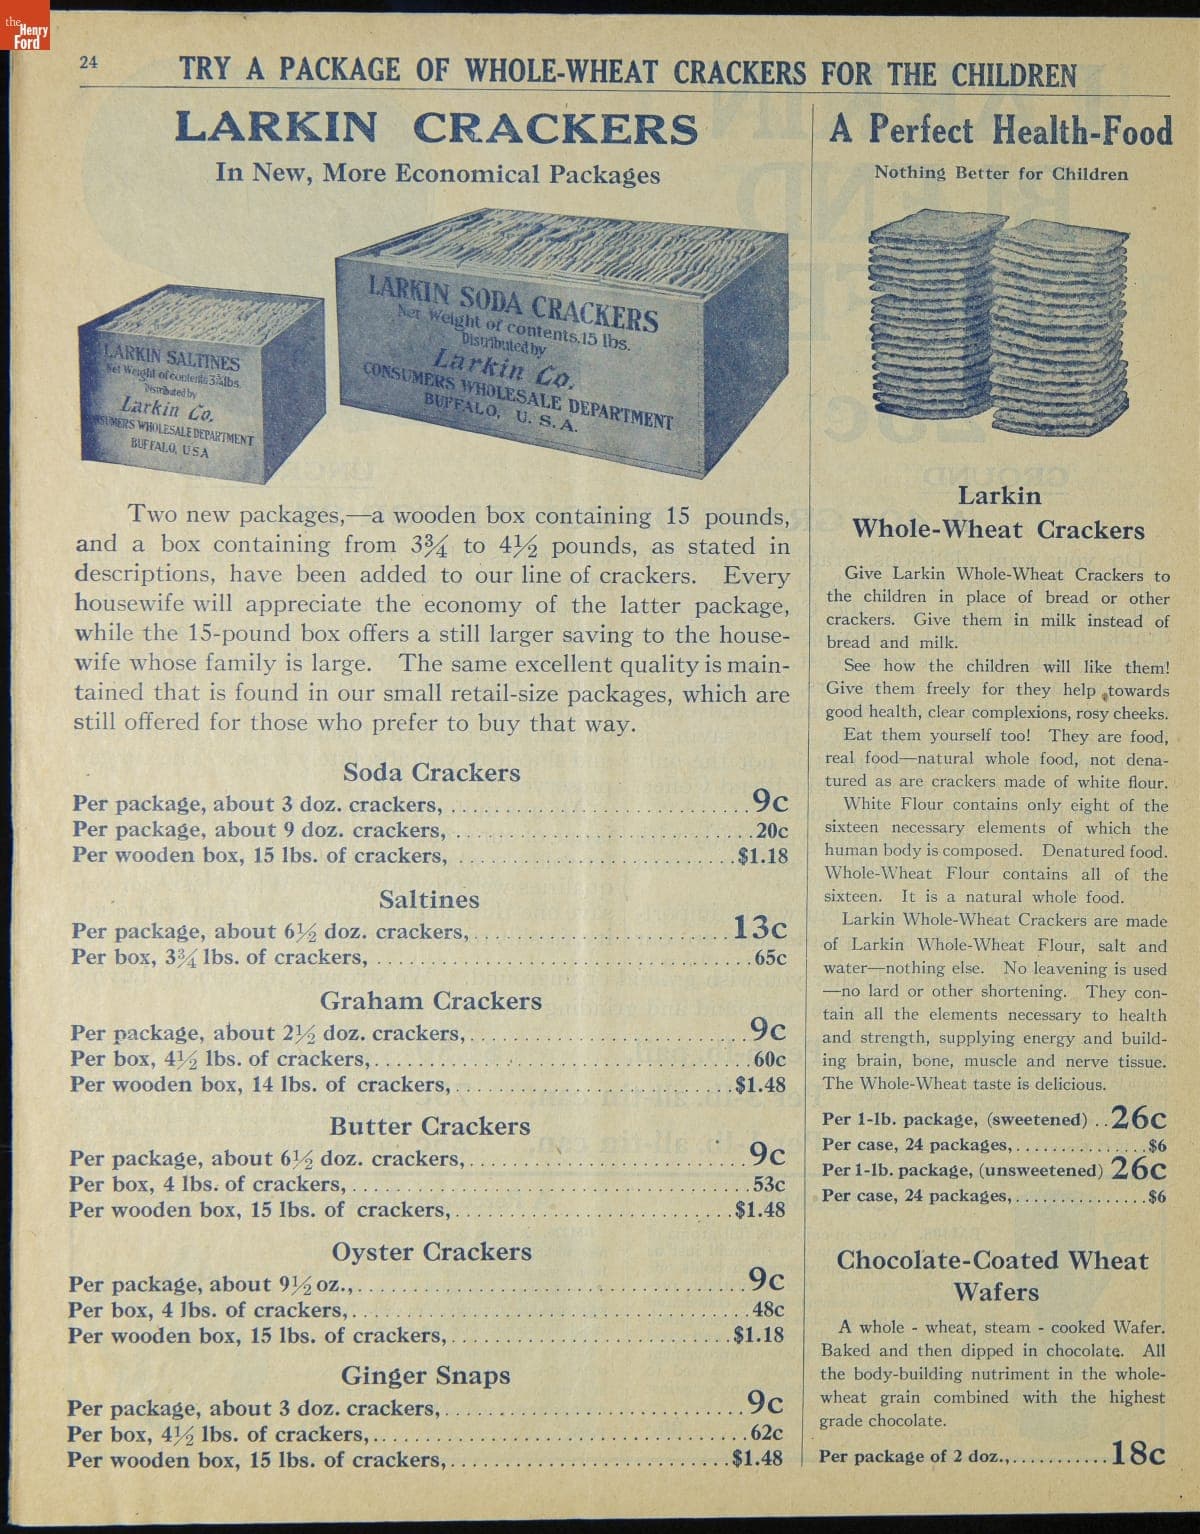 the
Henry
Ford
24
TRY A PACKAGE OF WHOLE-WHEAT CRACKERS FOR THE CHILDREN
LARKIN CRACKERS
In New, More Economical Packages
LARKIN SALTINES
Net Weight of contents 3¾ lbs.
Distributed by
Larkin Co.
CONSUMERS WHOLESALE DEPARTMENT
BUFFALO, U.S.A
LARKIN SODA CRACKERS
Net Weight of contents, 15 lbs.
Distributed by
Larkin Co.
CONSUMERS WHOLESALE DEPARTMENT
BUFFALO, U. S. A.
Two new packages,—a wooden box containing 15 pounds,
and a box containing from 3¾ to 4½ pounds, as stated in
descriptions, have been added to our line of crackers. Every
housewife will appreciate the economy of the latter package,
while the 15-pound box offers a still larger saving to the house-
wife whose family is large. The same excellent quality is main-
tained that is found in our small retail-size packages, which are
still offered for those who prefer to buy that way.
Soda Crackers
Per package, about 3 doz. crackers, . . . . . . . . . . 9c
Per package, about 9 doz. crackers, . . . . . . . . . . 20c
Per wooden box, 15 lbs. of crackers, . . . . . . . . . . $1.18
Saltines
Per package, about 6½ doz. crackers, . . . . . . . . . . 13c
Per box, 3¾ lbs. of crackers, . . . . . . . . . . 65c
Graham Crackers
Per package, about 2½ doz. crackers, . . . . . . . . . . 9c
Per box, 4½ lbs. of crackers, . . . . . . . . . . 60c
Per wooden box, 14 lbs. of crackers, . . . . . . . . . . $1.48
Butter Crackers
Per package, about 6½ doz. crackers, . . . . . . . . . . 9c
Per box, 4 lbs. of crackers, . . . . . . . . . . 53c
Per wooden box, 15 lbs. of crackers, . . . . . . . . . . $1.48
Oyster Crackers
Per package, about 9½ oz., . . . . . . . . . . 9c
Per box, 4 lbs. of crackers, . . . . . . . . . . 48c
Per wooden box, 15 lbs. of crackers, . . . . . . . . . . $1.18
Ginger Snaps
Per package, about 3 doz. crackers, . . . . . . . . . . 9c
Per box, 4½ lbs. of crackers, . . . . . . . . . . 62c
Per wooden box, 15 lbs. of crackers, . . . . . . . . . . $1.48
A Perfect Health-Food
Nothing Better for Children
Larkin
Whole-Wheat Crackers
Give Larkin Whole-Wheat Crackers to
the children in place of bread or other
crackers. Give them in milk instead of
bread and milk.
See how the children will like them!
Give them freely for they help towards
good health, clear complexions, rosy cheeks.
Eat them yourself too! They are food,
real food—natural whole food, not dena-
tured as are crackers made of white flour.
White Flour contains only eight of the
sixteen necessary elements of which the
human body is composed. Denatured food.
Whole-Wheat Flour contains all of the
sixteen. It is a natural whole food.
Larkin Whole-Wheat Crackers are made
of Larkin Whole-Wheat Flour, salt and
water—nothing else. No leavening is used
—no lard or other shortening. They con-
tain all the elements necessary to health
and strength, supplying energy and build-
ing brain, bone, muscle and nerve tissue.
The Whole-Wheat taste is delicious.
Per 1-lb. package, (sweetened) . . 26c
Per case, 24 packages, . . . . . . . . . . $6
Per 1-lb. package, (unsweetened) 26c
Per case, 24 packages, . . . . . . . . . . $6
Chocolate-Coated Wheat
Wafers
A whole - wheat, steam - cooked Wafer.
Baked and then dipped in chocolate. All
the body-building nutriment in the whole-
wheat grain combined with the highest
grade chocolate.
Per package of 2 doz., . . . . . . . . . . 18c